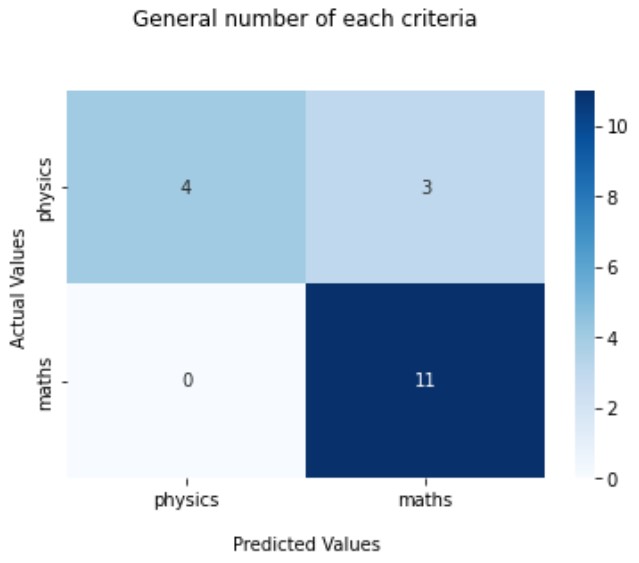 General number of each criteria
Actual Values
physics
maths
4
3
0
11
physics
maths
Predicted Values
10
8
6
4
2
0